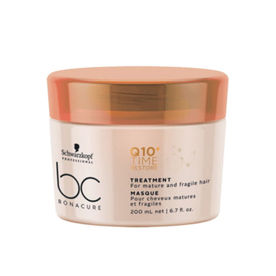 Schwarzkopf
PROFESSIONAL
bc
BONACURE
Q10+
TIME
RESTORE
TREATMENT
For mature and fragile hair
MASQUE
Pour cheveux matures
et fragiles
200 mL net | 6.7 fl. oz.